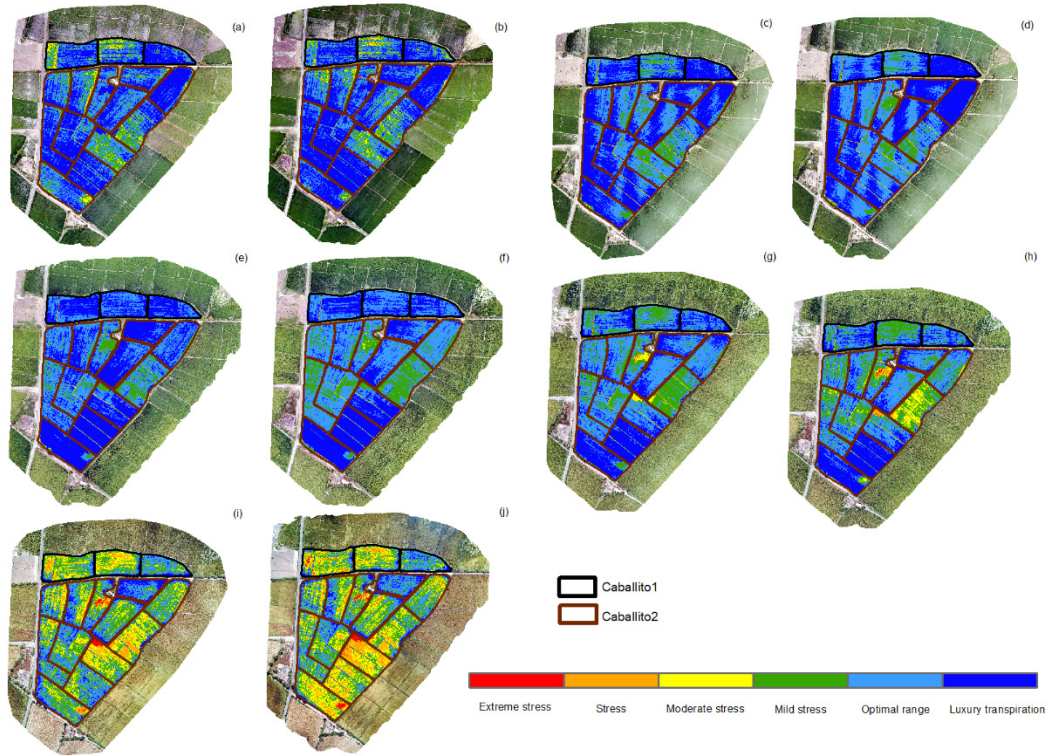 (a)
(b)
(c)
(d)
(e)
(f)
(g)
(h)
(i)
(j)
Caballito1
Caballito2
Extreme stress
Stress
Moderate stress
Mild stress
Optimal range
Luxury transpiration